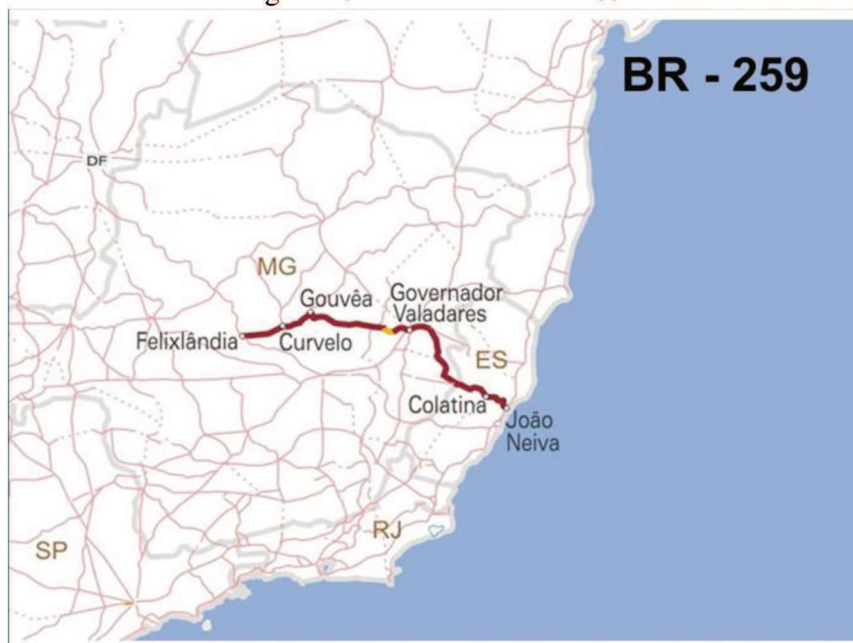 BR - 259
DF
MG
Gouvêa
Governador
Valadares
Felixlândia
Curvelo
ES
Colatina
João
Neiva
RJ
SP